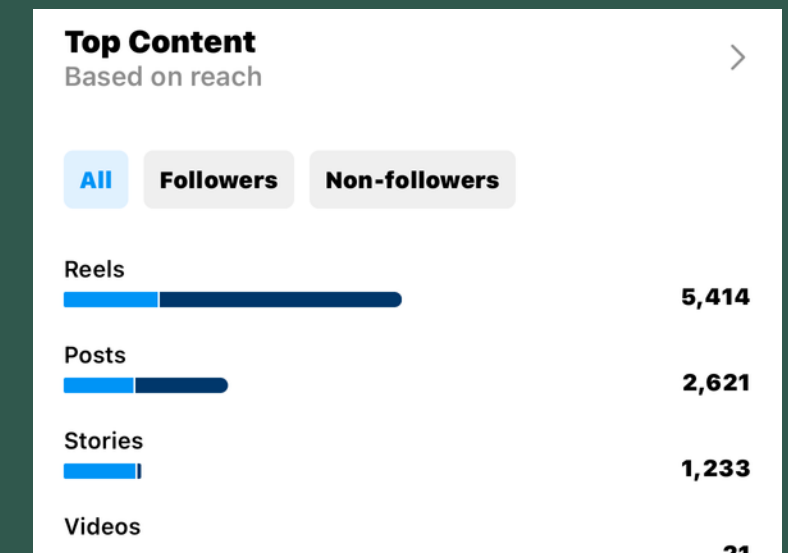 Top Content
Based on reach
All Followers Non-followers
Reels
5,414
Posts
2,621
Stories
1,233
Videos